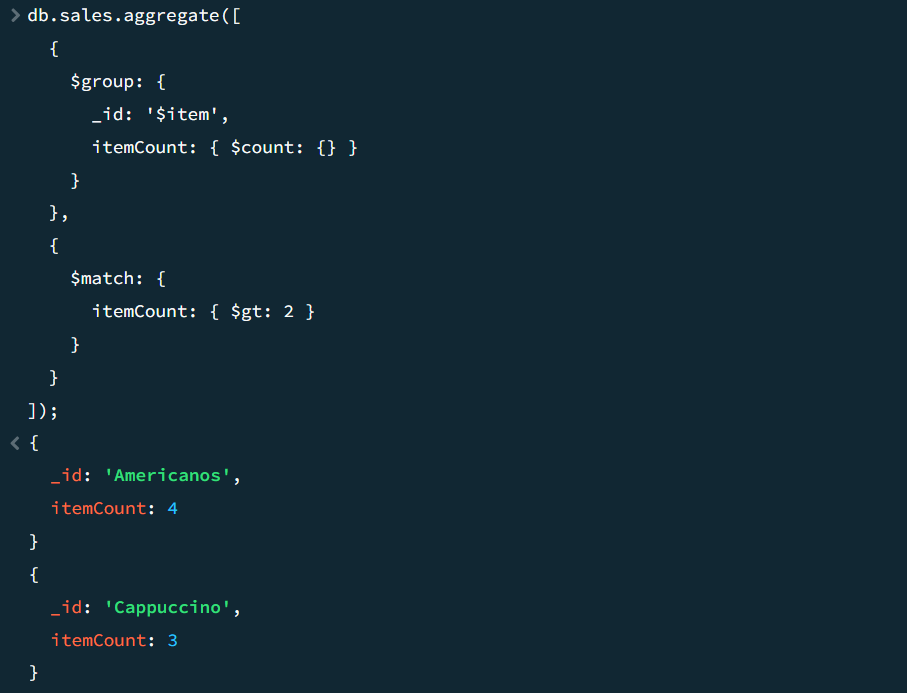 db.sales.aggregate([
{
$group: {
_id: '$item',
itemCount: { $count: {} }
}
},
{
$match: {
itemCount: { $gt: 2 }
}
}
]);
{
_id: 'Americanos',
itemCount: 4
}
{
_id: 'Cappuccino',
itemCount: 3
}